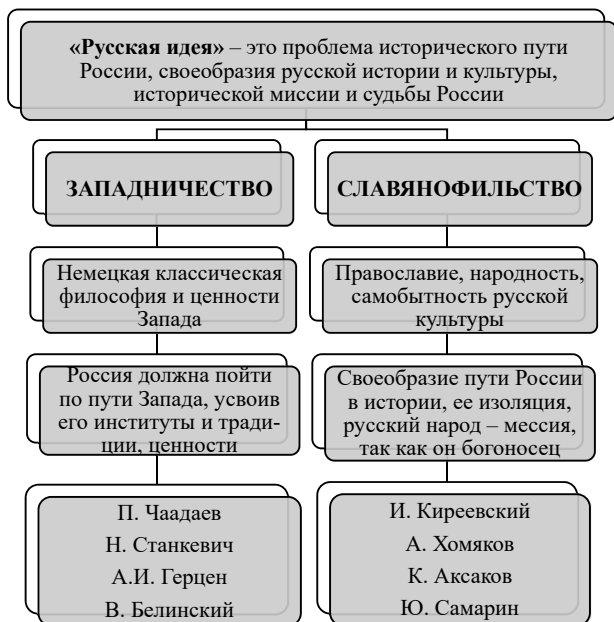 «Русская идея» – это проблема исторического пути
России, своеобразия русской истории и культуры,
исторической миссии и судьбы России
ЗАПАДНИЧЕСТВО
Немецкая классическая
философия и ценности
Запада
Россия должна пойти
по пути Запада, усвоив
его институты и тради-
ции, ценности
П. Чаадаев
Н. Станкевич
А.И. Герцен
В. Белинский
СЛАВЯНОФИЛЬСТВО
Православие, народность,
самобытность русской
культуры
Своеобразие пути России
в истории, ее изоляция,
русский народ – мессия,
так как он богоносец
И. Киреевский
А. Хомяков
К. Аксаков
Ю. Самарин